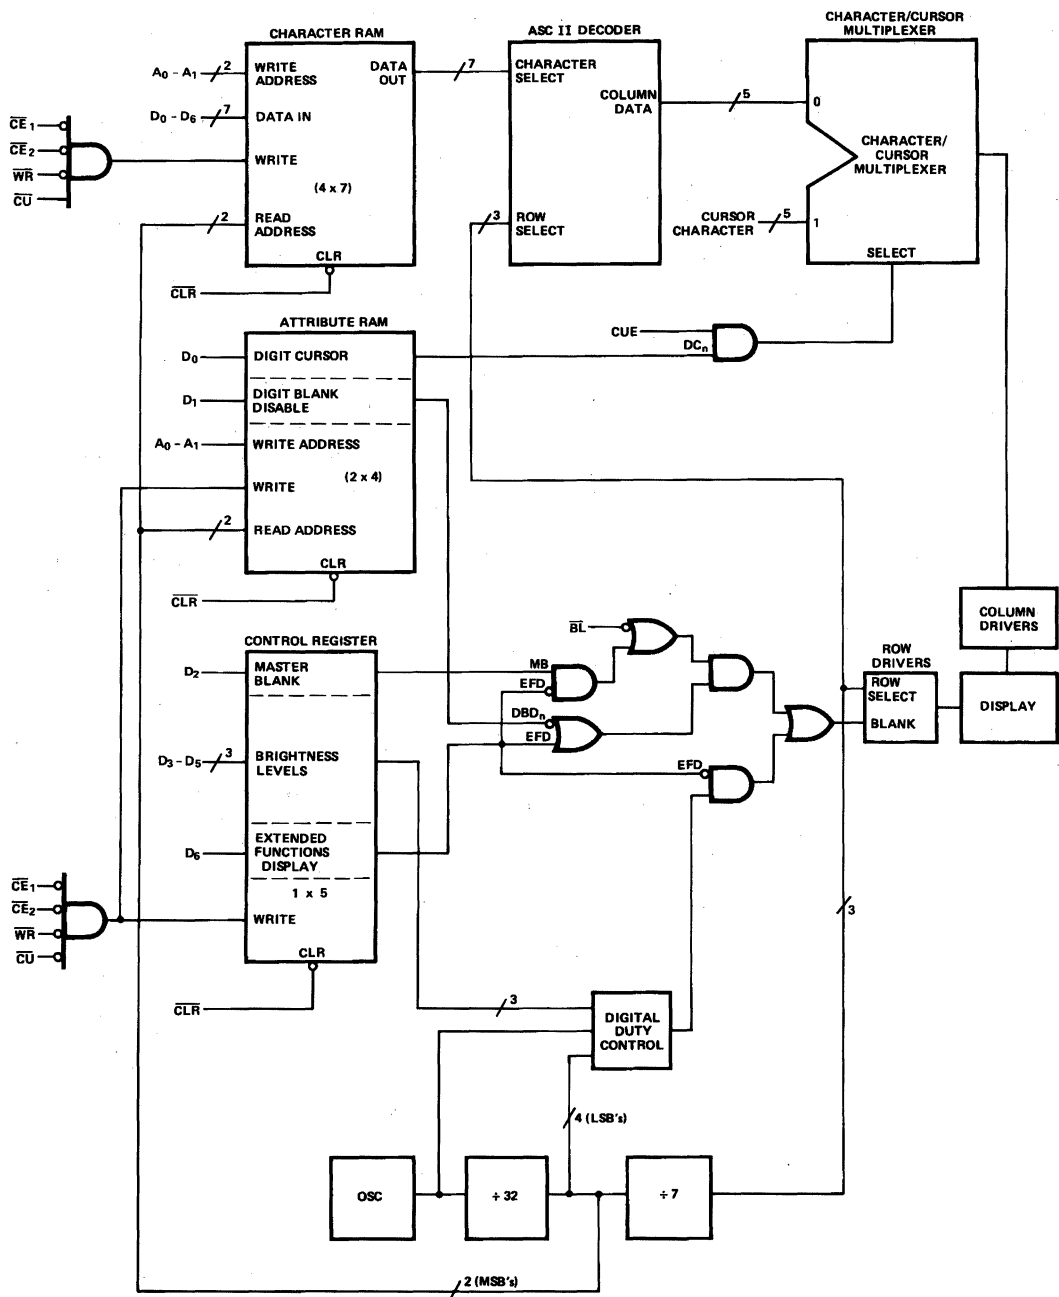 CHARACTER RAM
A0 - A1
2
WRITE
ADDRESS
DATA
OUT
7
D0 - D6
7
DATA IN
CE1
CE2
WR
CU
WRITE
(4 x 7)
2
READ
ADDRESS
CLR
CLR
ASC II DECODER
CHARACTER
SELECT
COLUMN
DATA
5
3
ROW
SELECT
CHARACTER/CURSOR
MULTIPLEXER
0
CHARACTER/
CURSOR
MULTIPLEXER
CURSOR
CHARACTER
5
1
SELECT
ATTRIBUTE RAM
D0
DIGIT CURSOR
CUE
DCn
D1
DIGIT BLANK
DISABLE
A0 - A1
WRITE ADDRESS
WRITE
(2 x 4)
2
READ ADDRESS
CLR
CLR
CONTROL REGISTER
D2
MASTER
BLANK
D3 - D5
3
BRIGHTNESS
LEVELS
D6
EXTENDED
FUNCTIONS
DISPLAY
1 x 5
CE1
CE2
WR
CU
WRITE
CLR
CLR
BL
MB
EFD
DBDn
EFD
EFD
COLUMN
DRIVERS
ROW
DRIVERS
ROW
SELECT
BLANK
DISPLAY
3
3
DIGITAL
DUTY
CONTROL
4 (LSB's)
OSC
÷ 32
÷ 7
2 (MSB's)